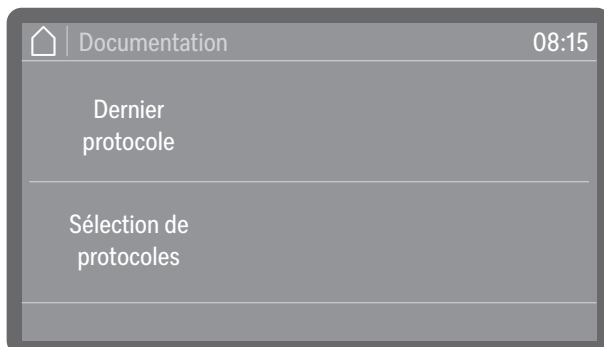 Documentation 08:15
Dernier
protocole
Sélection de
protocoles